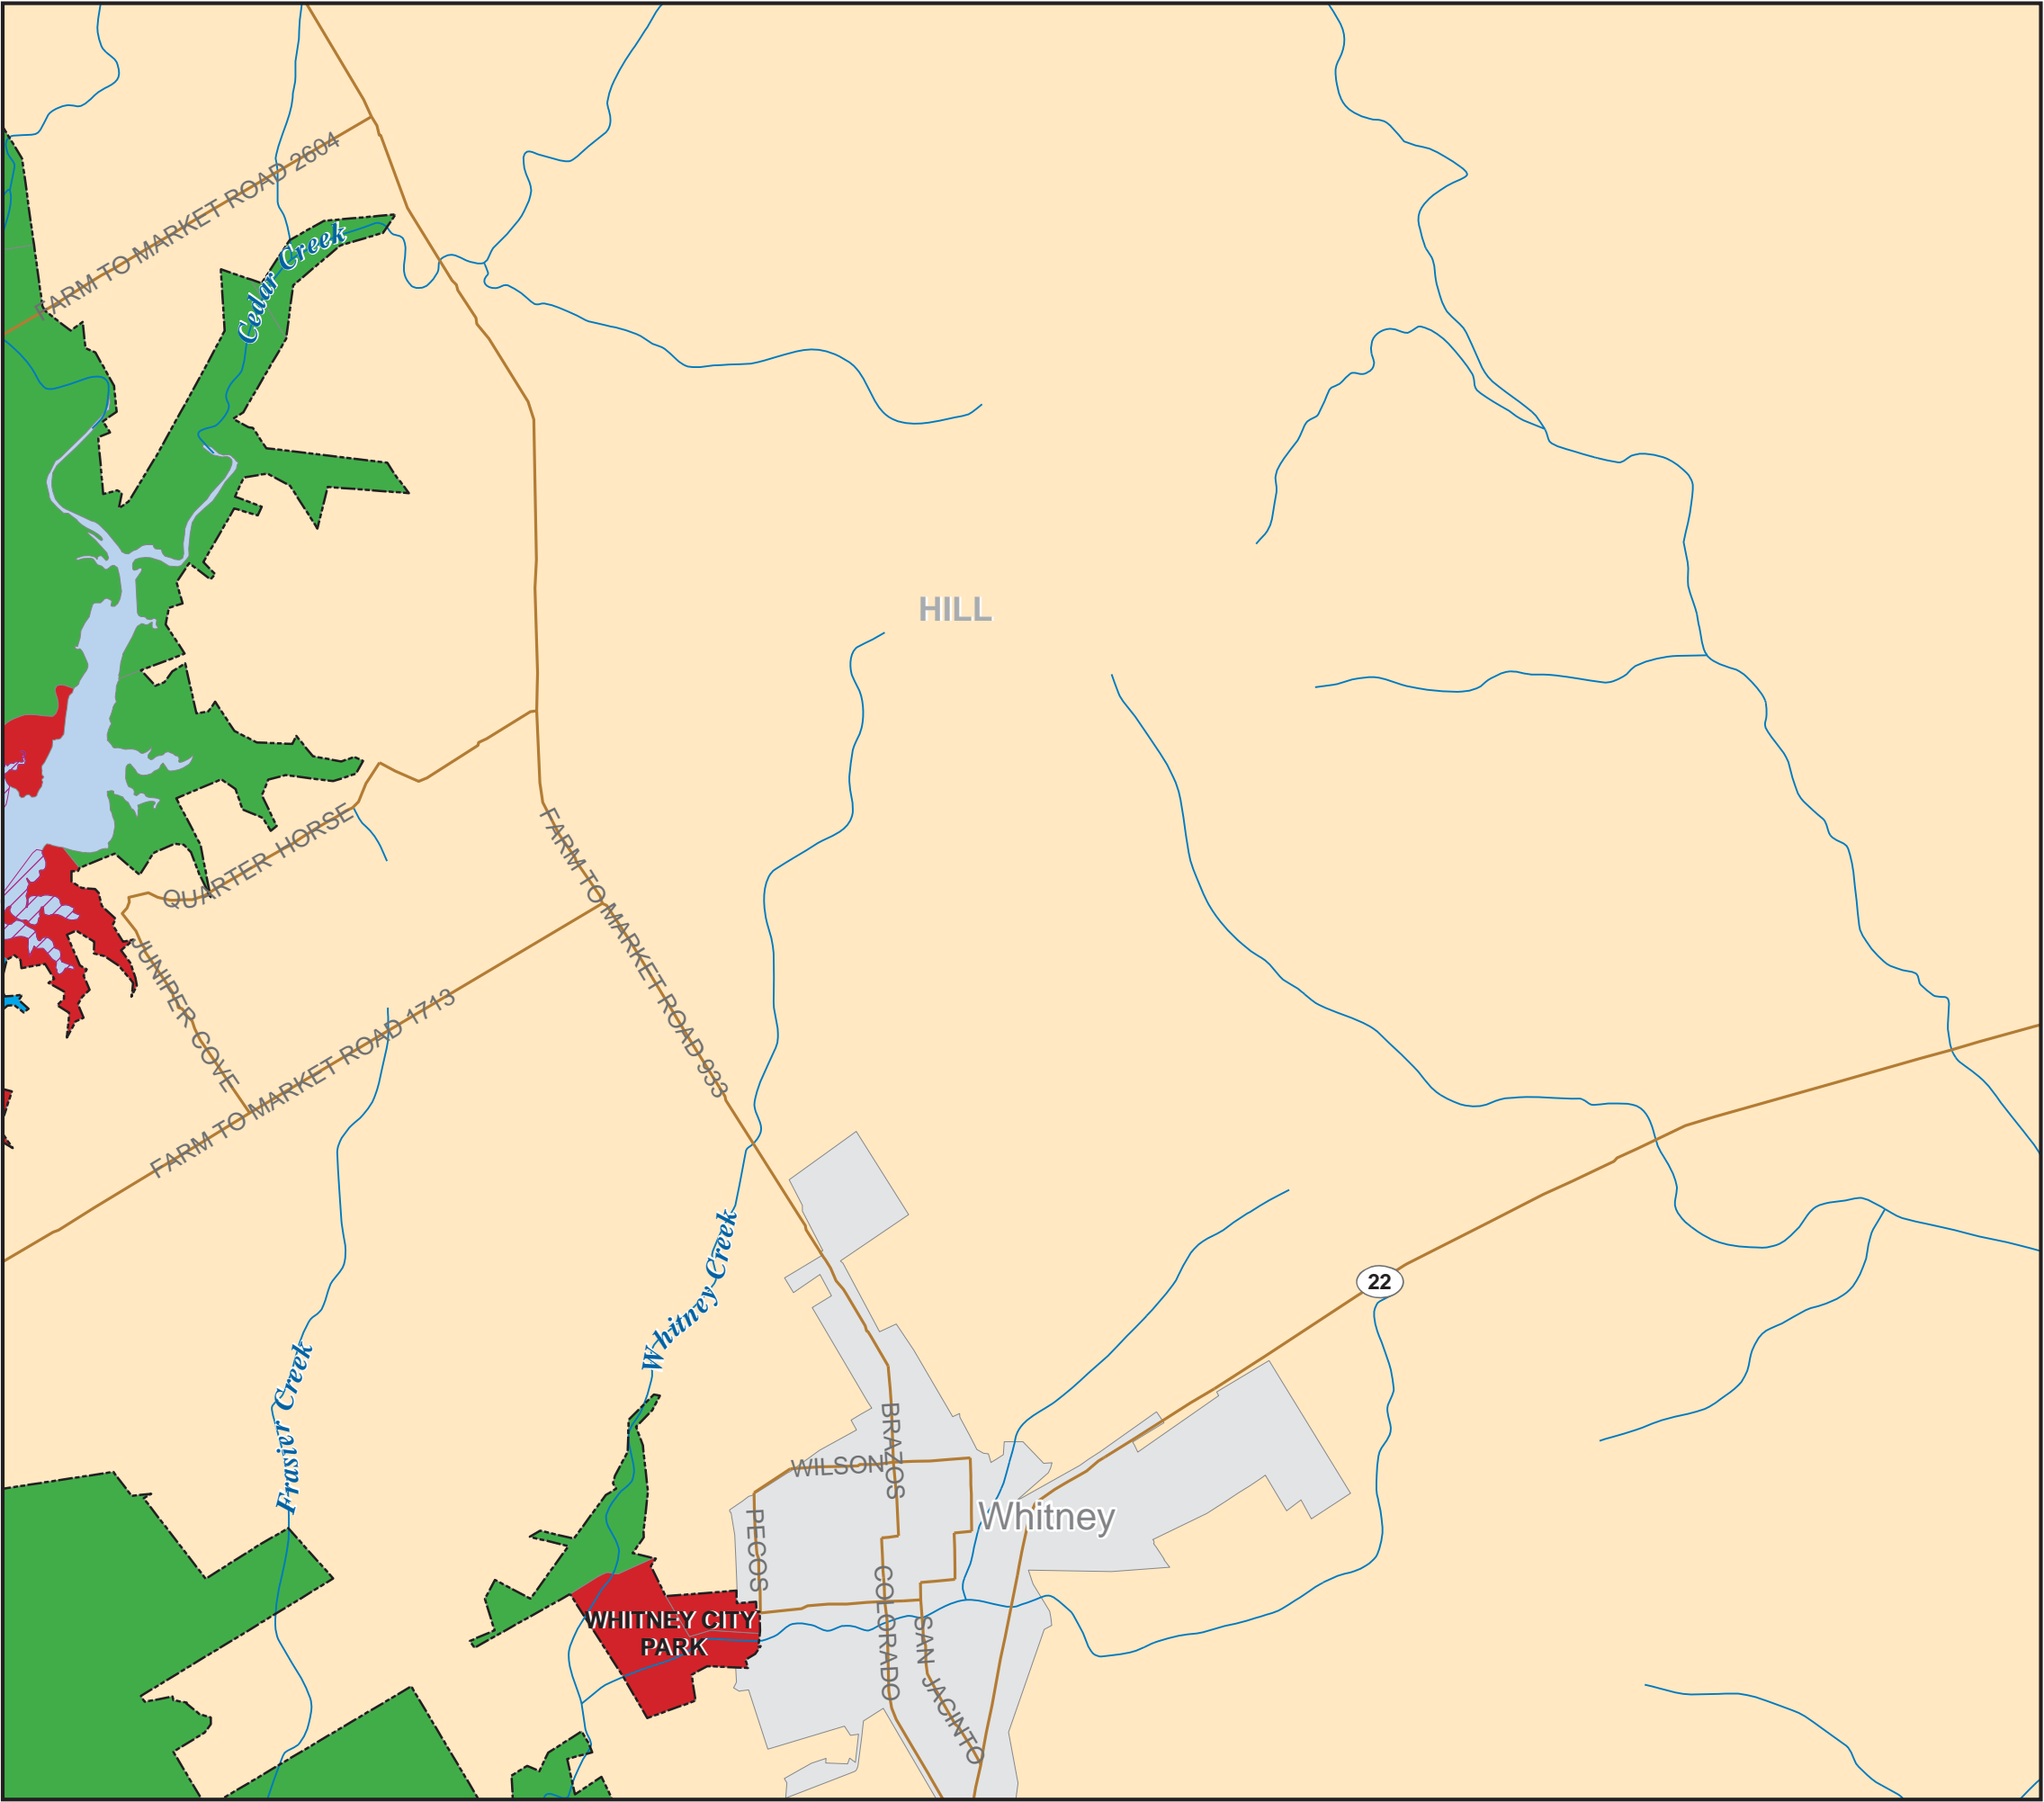 FARM TO MARKET ROAD 2604
Cedar Creek
HILL
QUARTER HORSE
FARM TO MARKET ROAD 933
JUNIPER COVE
FARM TO MARKET ROAD 1713
Whitney Creek
22
Frasier Creek
BRAZOS
WILSON
Whitney
PECOS
COLORADO
WHITNEY CITY
PARK
SAN JACINTO